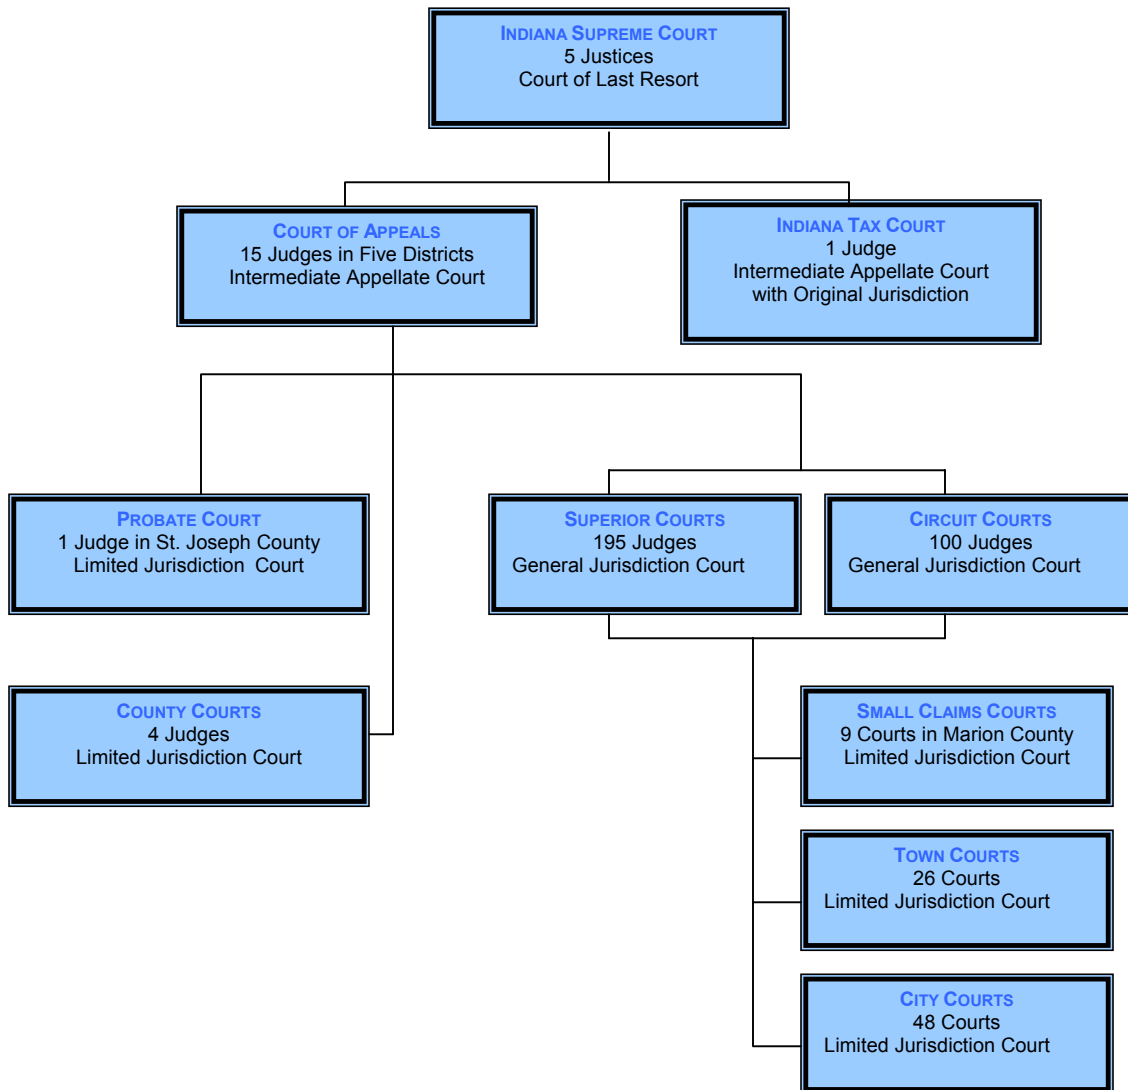 INDIANA SUPREME COURT
5 Justices
Court of Last Resort
COURT OF APPEALS
15 Judges in Five Districts
Intermediate Appellate Court
INDIANA TAX COURT
1 Judge
Intermediate Appellate Court
with Original Jurisdiction
PROBATE COURT
1 Judge in St. Joseph County
Limited Jurisdiction Court
SUPERIOR COURTS
195 Judges
General Jurisdiction Court
CIRCUIT COURTS
100 Judges
General Jurisdiction Court
COUNTY COURTS
4 Judges
Limited Jurisdiction Court
SMALL CLAIMS COURTS
9 Courts in Marion County
Limited Jurisdiction Court
TOWN COURTS
26 Courts
Limited Jurisdiction Court
CITY COURTS
48 Courts
Limited Jurisdiction Court